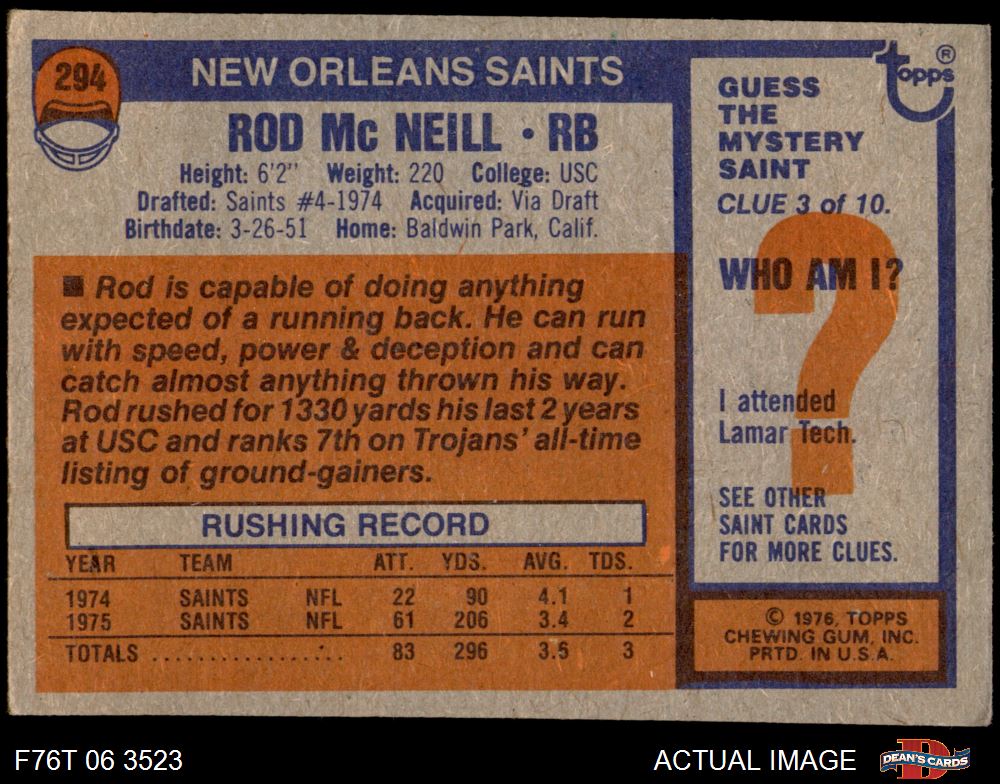 294
NEW ORLEANS SAINTS
ROD Mc NEILL • RB
Height: 6'2" Weight: 220 College: USC
Drafted: Saints #4-1974 Acquired: Via Draft
Birthdate: 3-26-51 Home: Baldwin Park, Calif.
■ Rod is capable of doing anything
expected of a running back. He can run
with speed, power & deception and can
catch almost anything thrown his way.
Rod rushed for 1330 yards his last 2 years
at USC and ranks 7th on Trojans' all-time
listing of ground-gainers.
RUSHING RECORD
YEAR TEAM ATT. YDS. AVG. TDS.
1974 SAINTS NFL 22 90 4.1 1
1975 SAINTS NFL 61 206 3.4 2
TOTALS .................. 83 296 3.5 3
topps ®
GUESS
THE
MYSTERY
SAINT
CLUE 3 of 10.
?
WHO AM I?
I attended
Lamar Tech.
SEE OTHER
SAINT CARDS
FOR MORE CLUES.
© 1976, TOPPS
CHEWING GUM, INC.
PRTD. IN U.S.A.
F76T 06 3523
ACTUAL IMAGE
D
DEAN'S CARDS